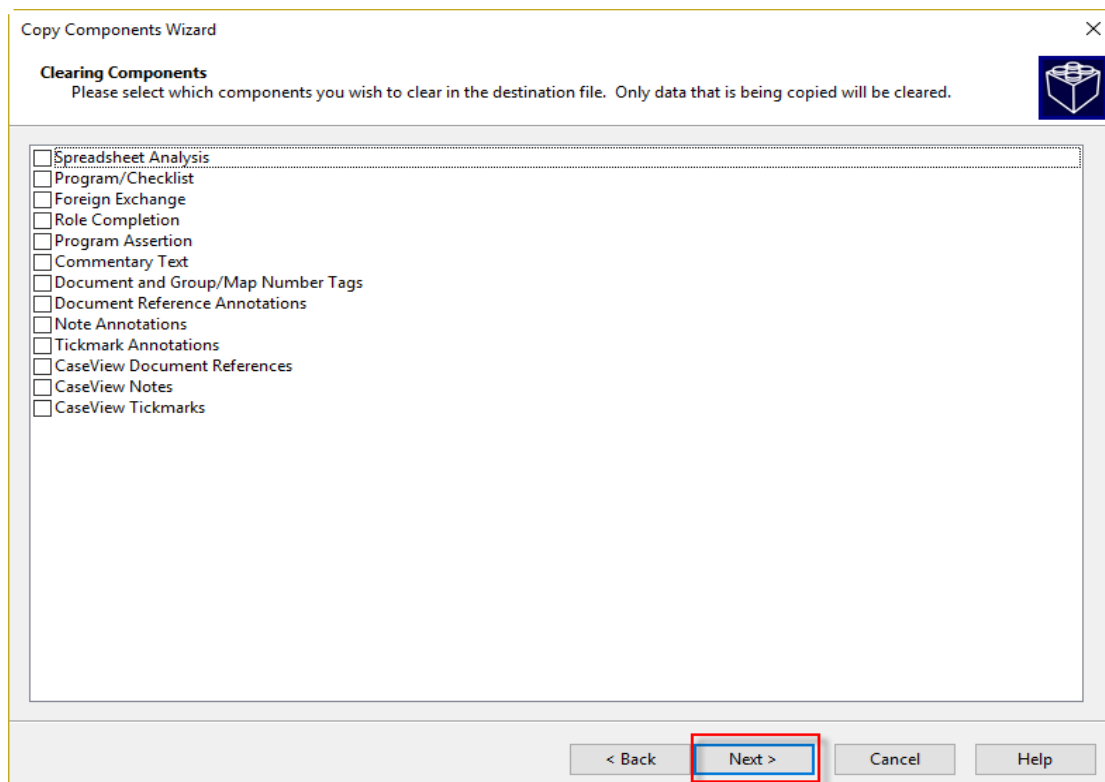 Copy Components Wizard
Clearing Components
Please select which components you wish to clear in the destination file.  Only data that is being copied will be cleared.
Spreadsheet Analysis
Program/Checklist
Foreign Exchange
Role Completion
Program Assertion
Commentary Text
Document and Group/Map Number Tags
Document Reference Annotations
Note Annotations
Tickmark Annotations
CaseView Document References
CaseView Notes
CaseView Tickmarks
< Back Next > Cancel Help